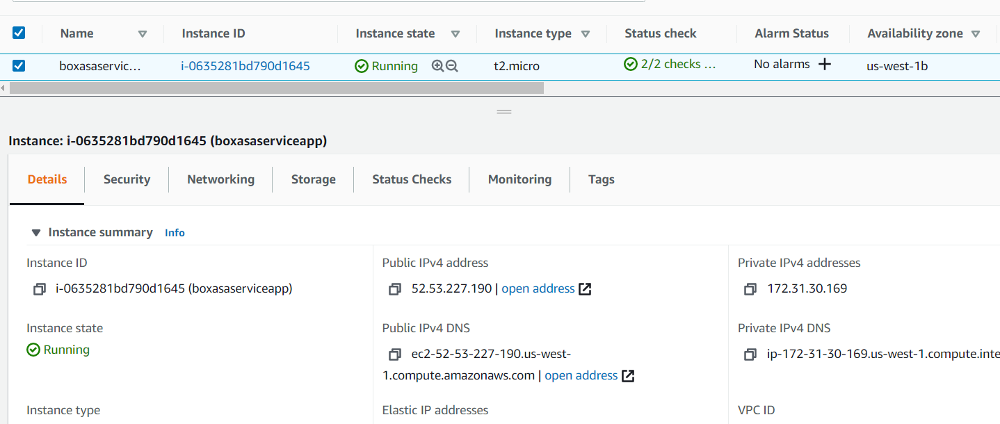 Name Instance ID Instance state Instance type Status check Alarm Status Availability zone
boxasaservic… i-0635281bd790d1645 Running t2.micro 2/2 checks … No alarms + us-west-1b
Instance: i-0635281bd790d1645 (boxasaserviceapp)
Details Security Networking Storage Status Checks Monitoring Tags
Instance summary Info
Instance ID
i-0635281bd790d1645 (boxasaserviceapp)
Public IPv4 address
52.53.227.190 | open address
Private IPv4 addresses
172.31.30.169
Instance state
Running
Public IPv4 DNS
ec2-52-53-227-190.us-west-
1.compute.amazonaws.com | open address
Private IPv4 DNS
ip-172-31-30-169.us-west-1.compute.inte
Instance type
Elastic IP addresses
VPC ID